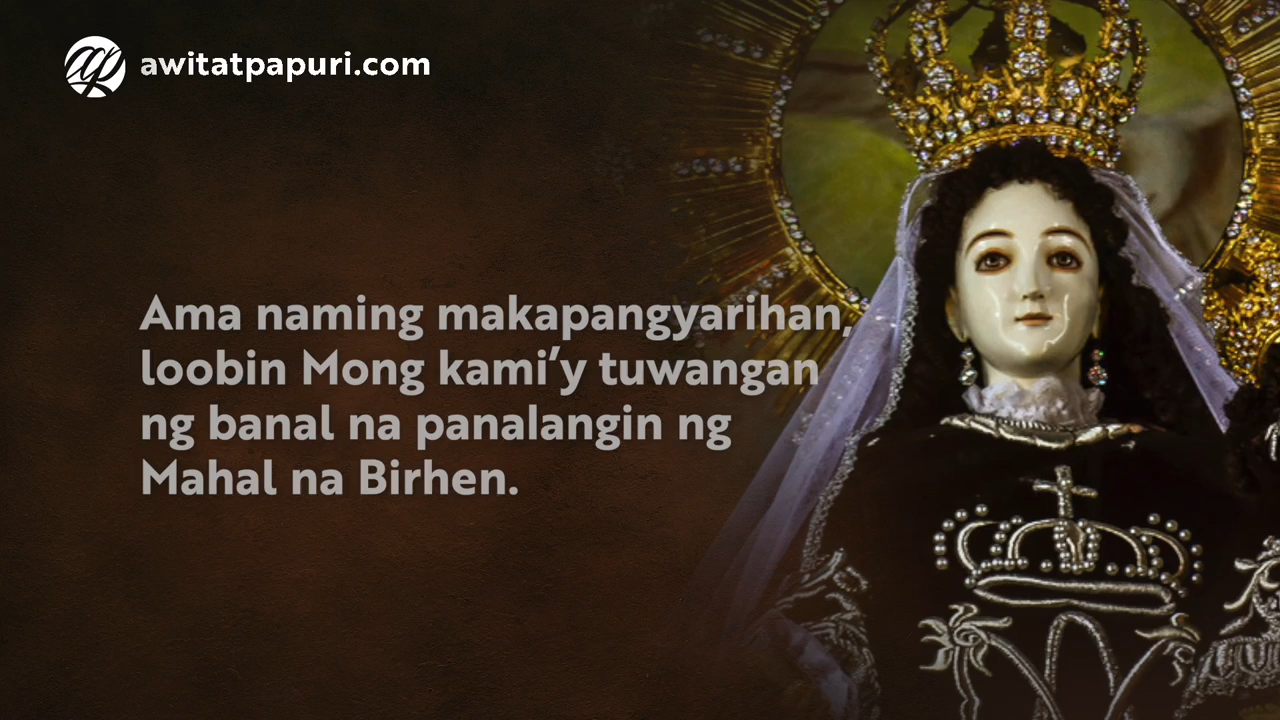 awitatpapuri.com
Ama naming makapangyarihan,
loobin Mong kami’y tuwangan
ng banal na panalangin ng
Mahal na Birhen.